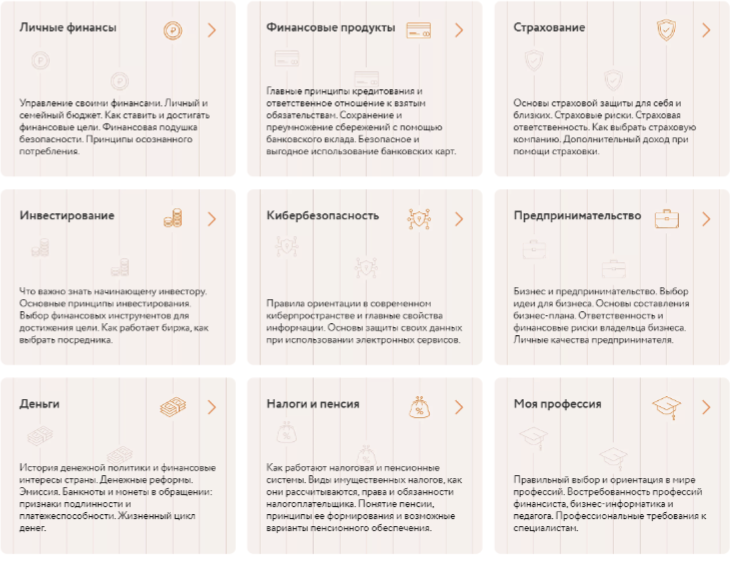 Личные финансы
Управление своими финансами. Личный и
семейный бюджет. Как ставить и достигать
финансовые цели. Финансовая подушка
безопасности. Принципы осознанного
потребления.
Финансовые продукты
Главные принципы кредитования и
ответственное отношение к взятым
обязательствам. Сохранение и
преумножение сбережений с помощью
банковского вклада. Безопасное и
выгодное использование банковских карт.
Страхование
Основы страховой защиты для себя и
близких. Страховые риски. Страховая
ответственность. Как выбрать страховую
компанию. Дополнительный доход при
помощи страховки.
Инвестирование
Что важно знать начинающему инвестору.
Основные принципы инвестирования.
Выбор финансовых инструментов для
достижения цели. Как работает биржа, как
выбрать посредника.
Кибербезопасность
Правила ориентации в современном
киберпространстве и главные свойства
информации. Основы защиты своих данных
при использовании электронных сервисов.
Предпринимательство
Бизнес и предпринимательство. Выбор
идеи для бизнеса. Основы составления
бизнес-плана. Ответственность и
финансовые риски владельца бизнеса.
Личные качества предпринимателя.
Деньги
История денежной политики и финансовые
интересы страны. Денежные реформы.
Эмиссия. Банкноты и монеты в обращении:
признаки подлинности и
платежеспособности. Жизненный цикл
денег.
Налоги и пенсия
Как работают налоговая и пенсионные
системы. Виды имущественных налогов, как
они рассчитываются, права и обязанности
налогоплательщика. Понятие пенсии,
принципы ее формирования и возможные
варианты пенсионного обеспечения.
Моя профессия
Правильный выбор и ориентация в мире
профессий. Востребованность профессий
финансиста, бизнес-информатика и
педагога. Профессиональные требования к
специалистам.